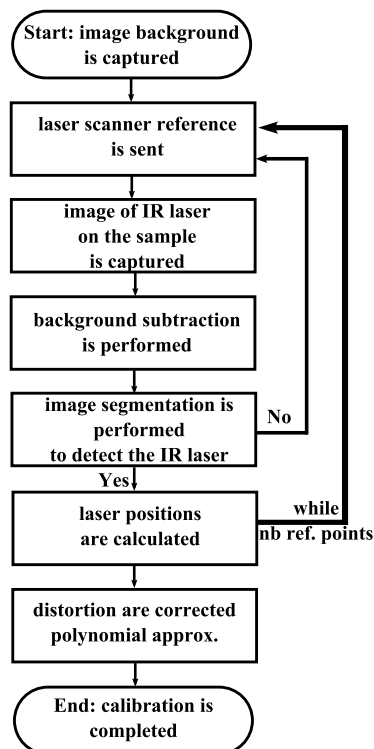 Start: image background
is captured
laser scanner reference
is sent
image of IR laser
on the sample
is captured
background subtraction
is performed
image segmentation is
performed
to detect the IR laser
No
Yes
laser positions
are calculated
while
nb ref. points
distortion are corrected
polynomial approx.
End: calibration is
completed